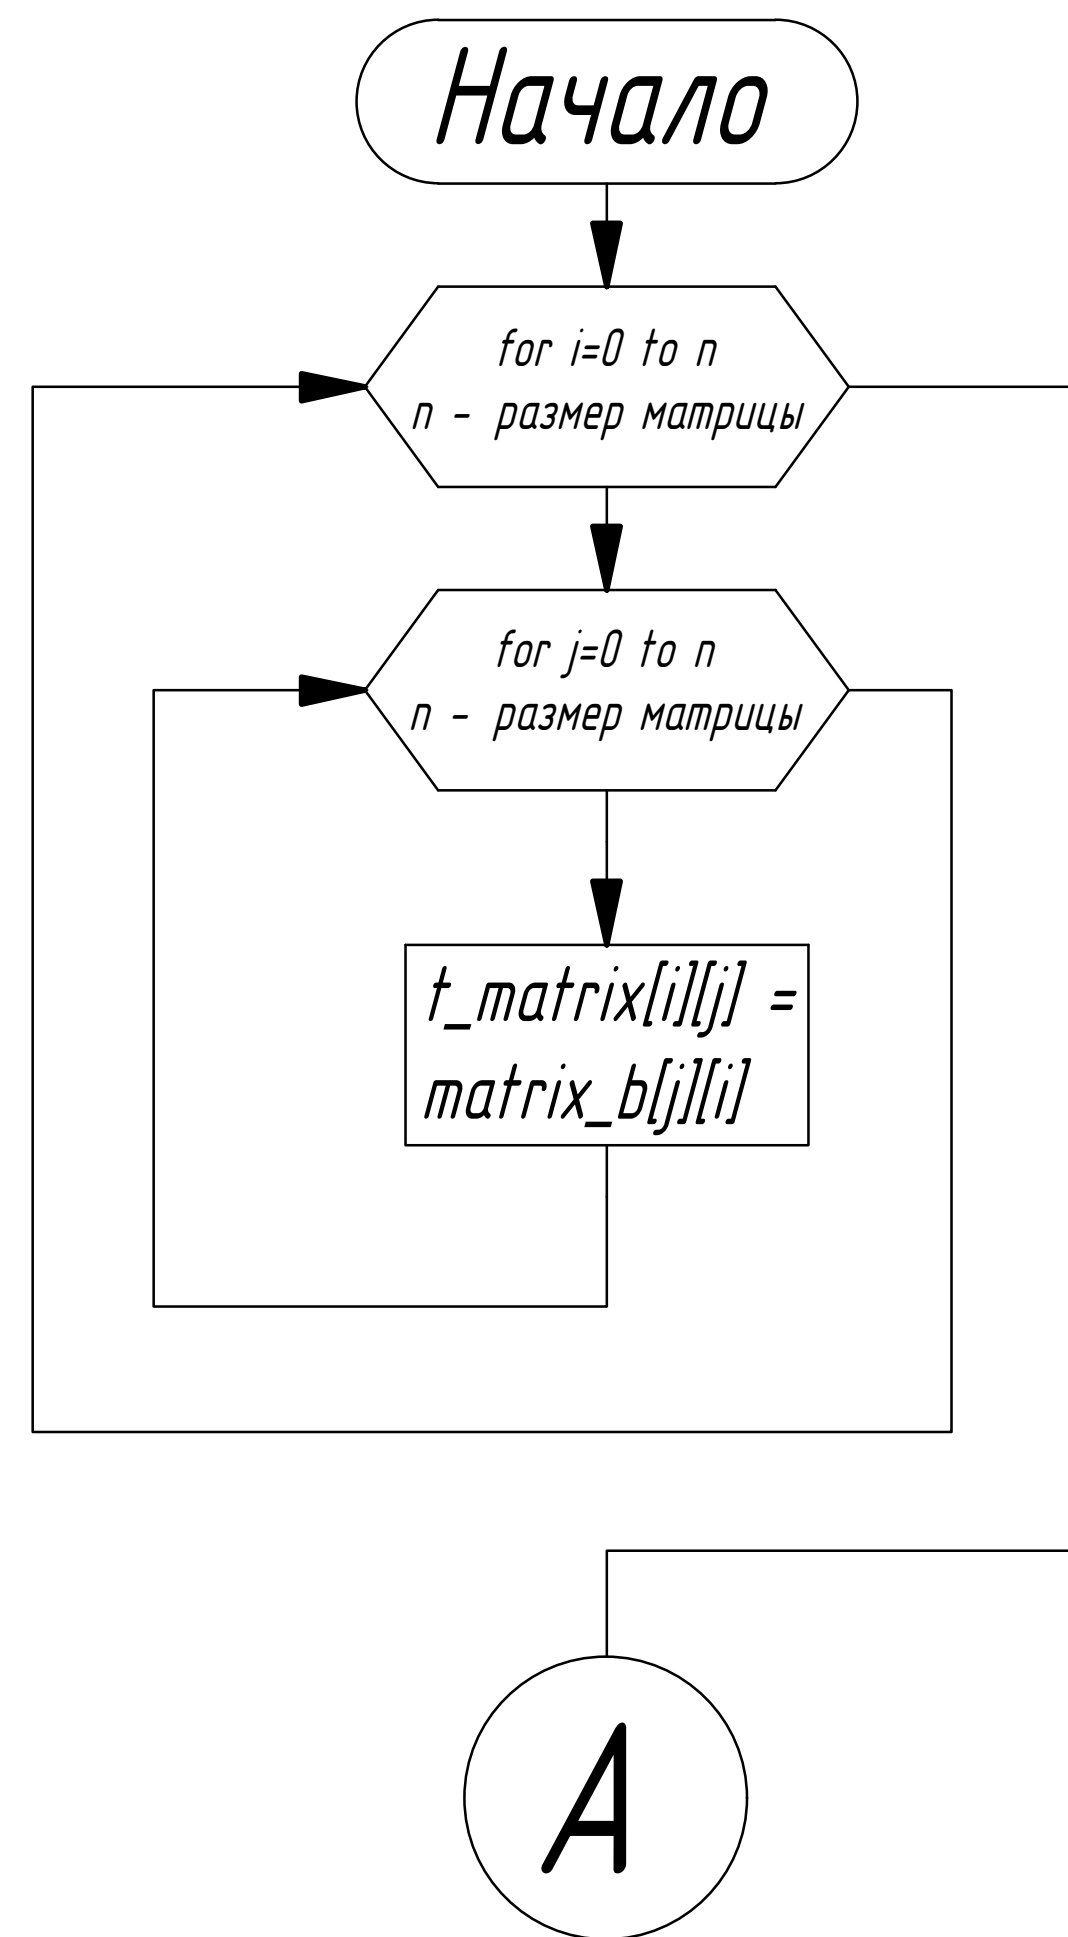 Начало
for i=0 to n
n - размер матрицы
for j=0 to n
n - размер матрицы
t_matrix[i][j] =
matrix_b[j][i]
А